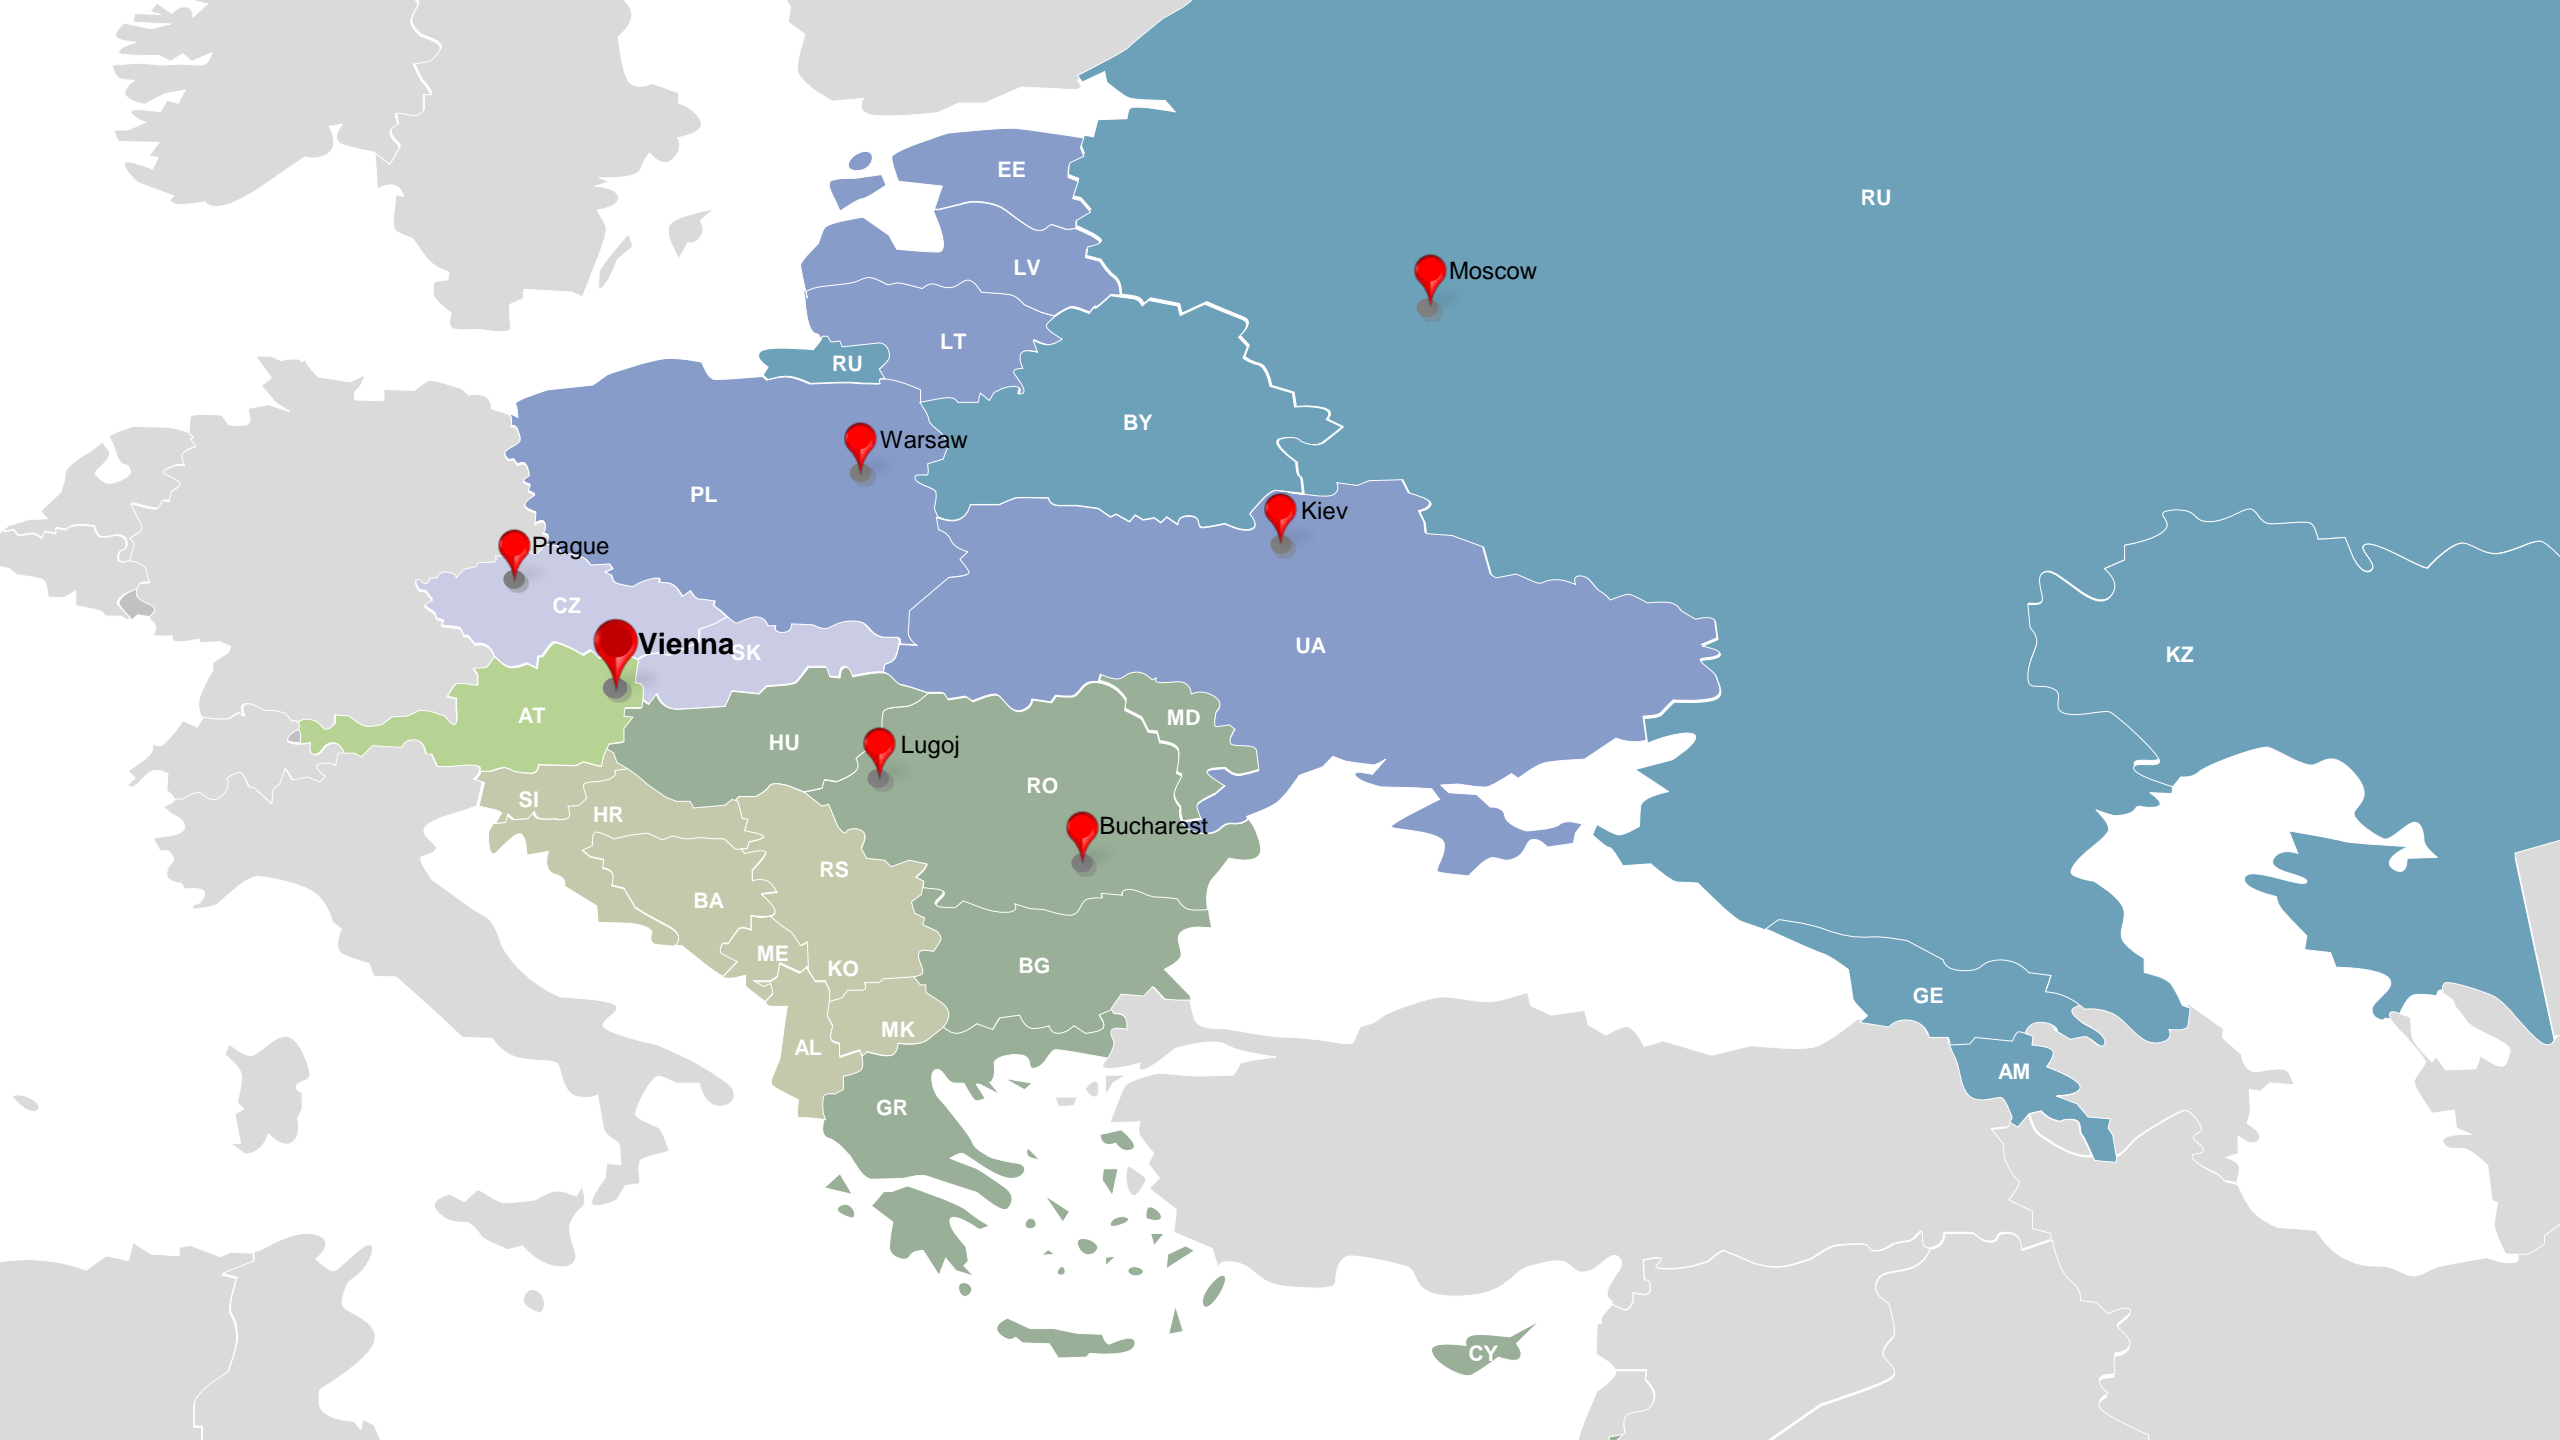 EE
RU
LV
Moscow
LT
RU
BY
Warsaw
PL
Kiev
Prague
CZ
Vienna
SK
UA
KZ
AT
MD
HU
Lugoj
RO
SI
HR
Bucharest
RS
BA
ME
KO
BG
GE
MK
AL
AM
GR
CY